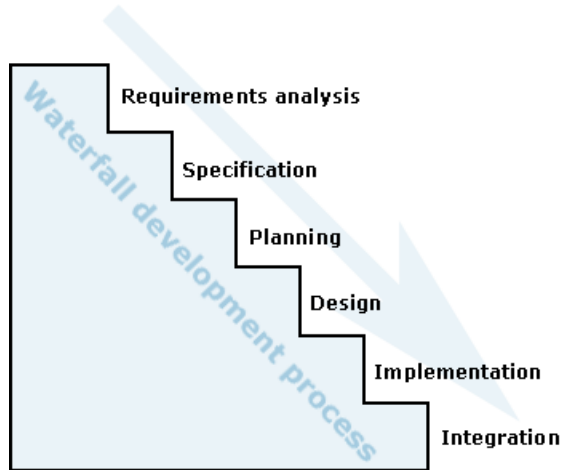 Requirements analysis
Specification
Planning
Design
Implementation
Integration
Waterfall development process